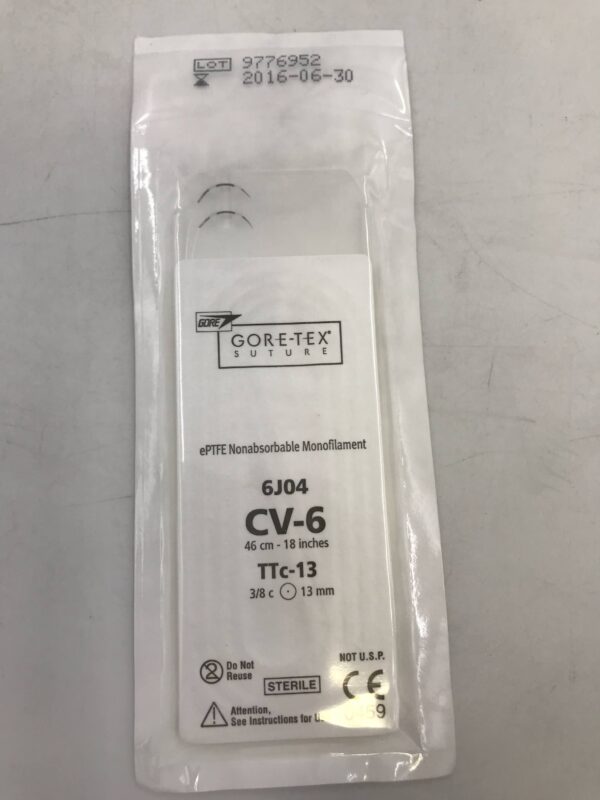 LOT 9776952
2016-06-30
GORE
GORE-TEX®
SUTURE
ePTFE Nonabsorbable Monofilament
6J04
CV-6
46 cm - 18 inches
TTc-13
3/8 c 13 mm
NOT U.S.P.
Do Not
Reuse
STERILE
CE
Attention,
See Instructions for